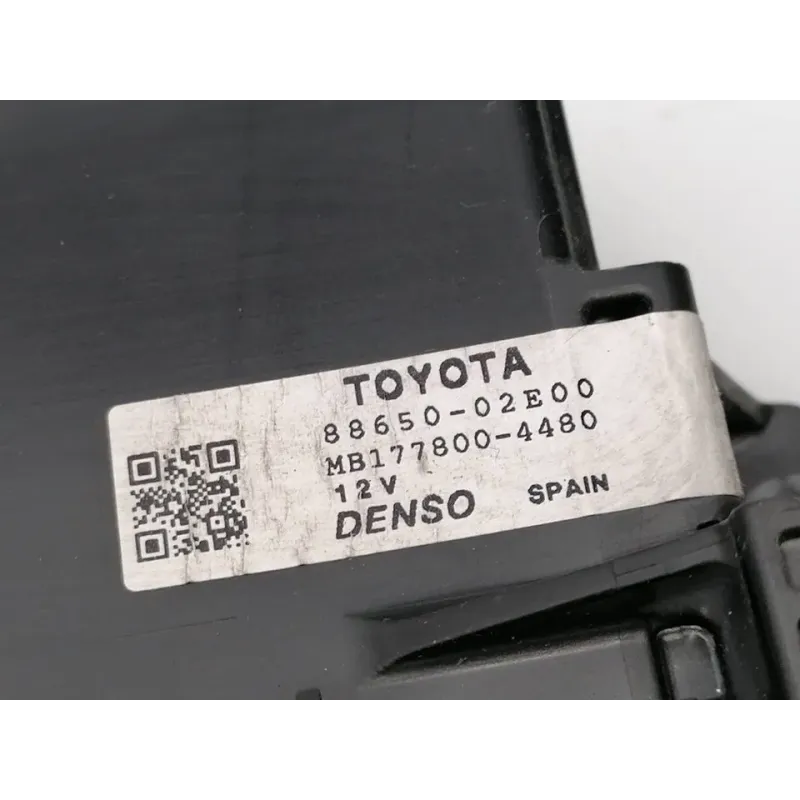 TOYOTA
88650-02E00
MB177800-4480
12V
DENSO SPAIN